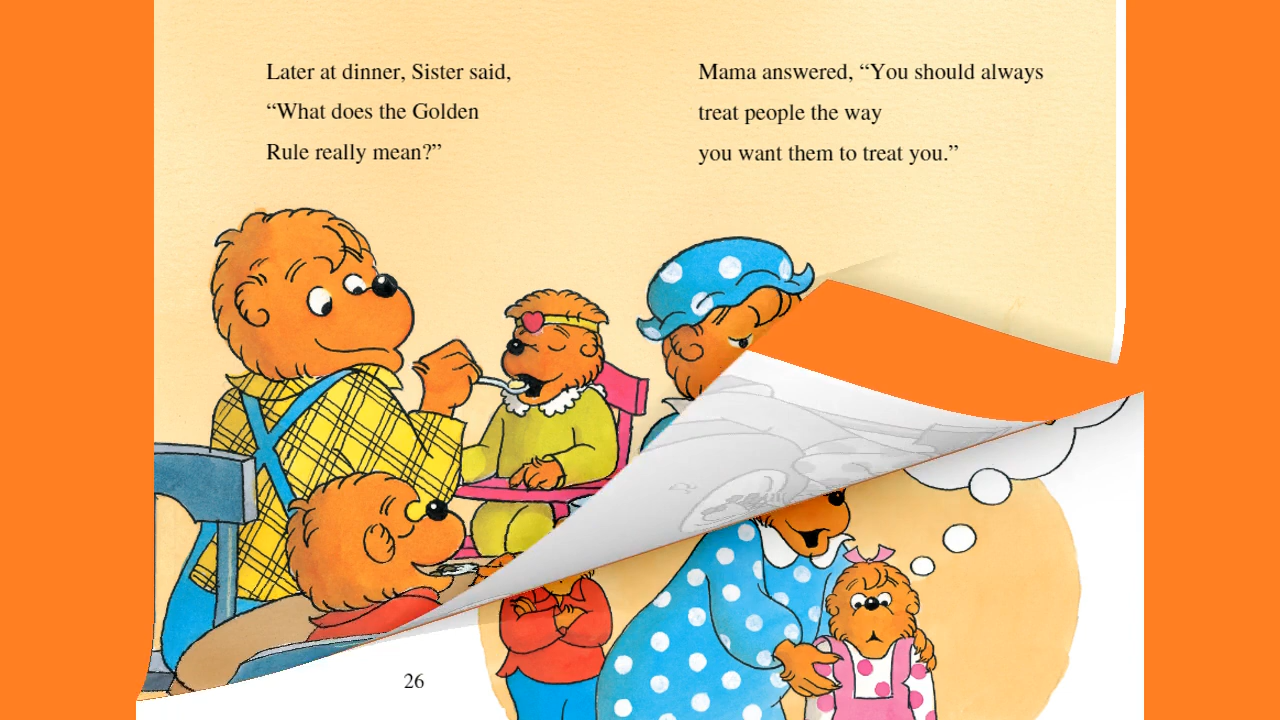 Later at dinner, Sister said,
“What does the Golden
Rule really mean?”
Mama answered, “You should always
treat people the way
you want them to treat you.”
26